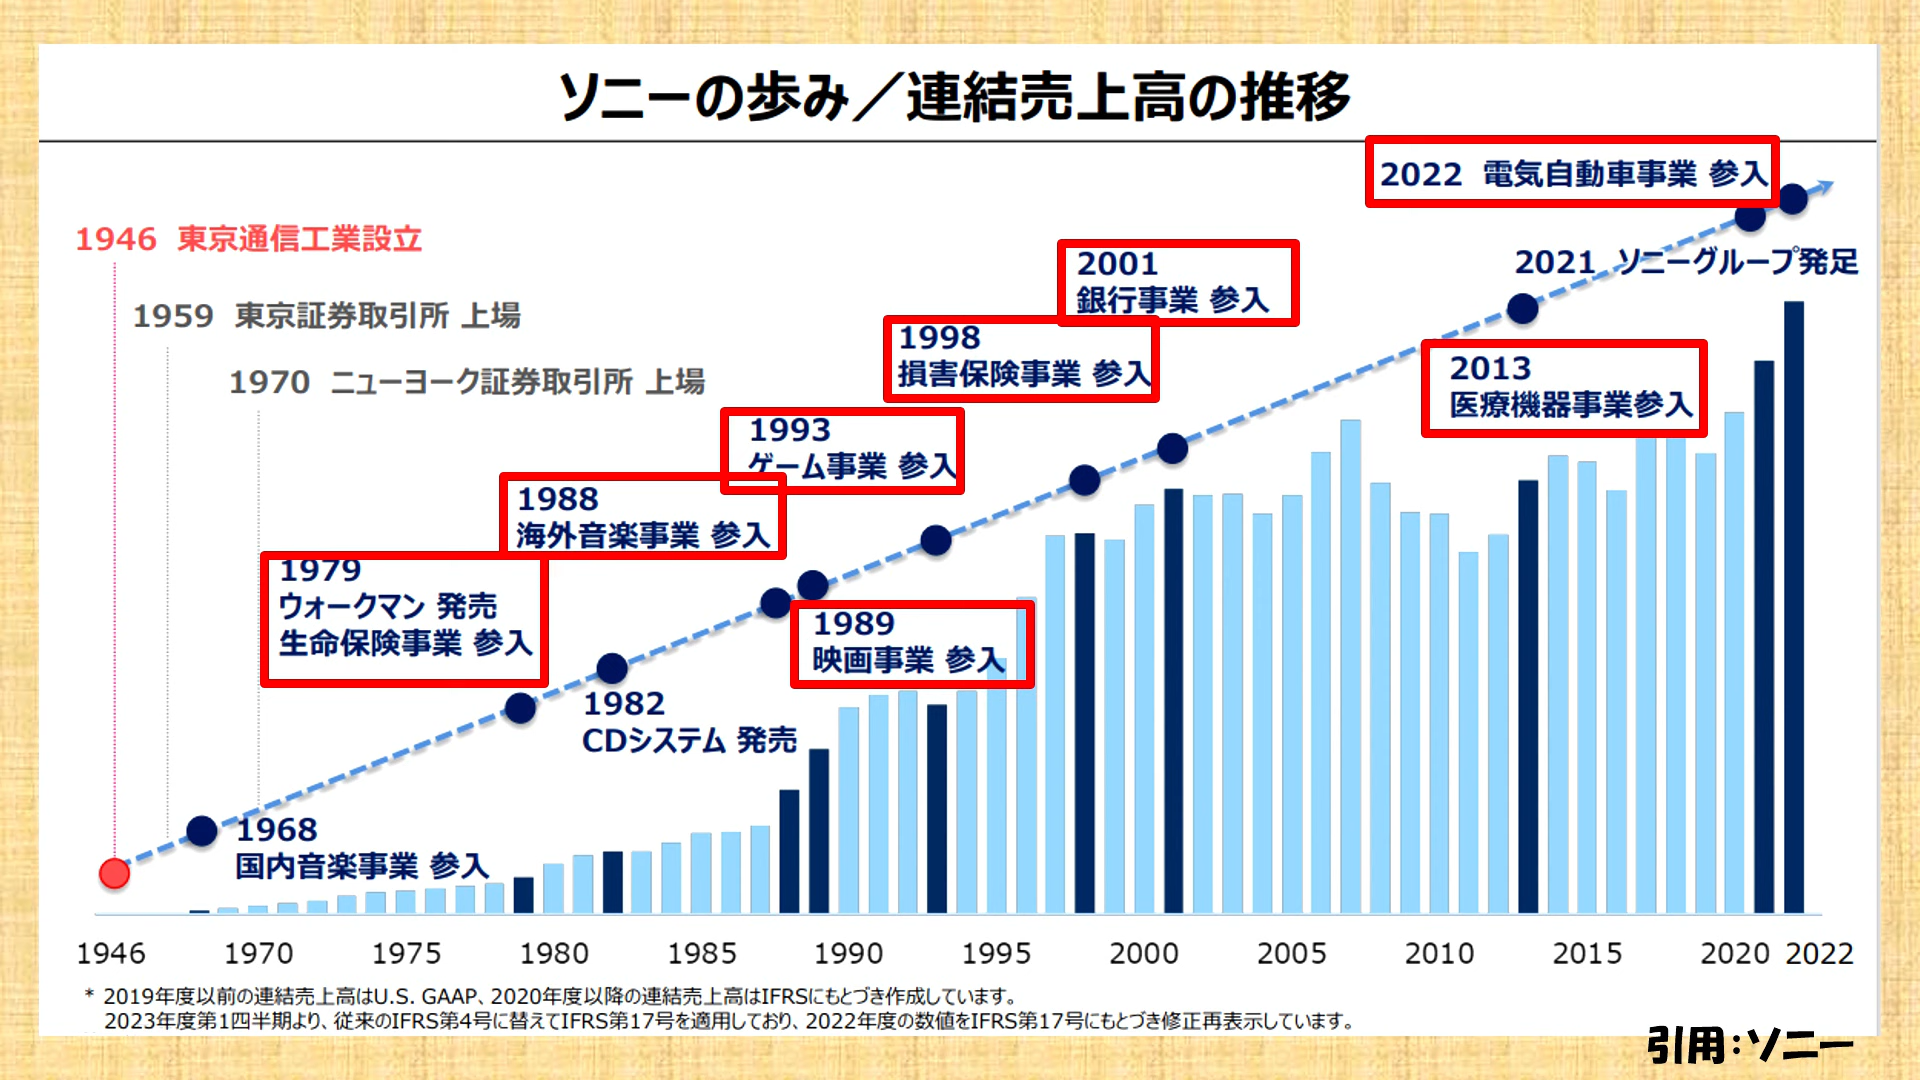 ソニーの歩み／連結売上高の推移
2022 電気自動車事業 参入
1946 東京通信工業設立
2021 ソニーグループ発足
2001
銀行事業 参入
1959 東京証券取引所 上場
1998
損害保険事業 参入
2013
医療機器事業参入
1970 ニューヨーク証券取引所 上場
1993
ゲーム事業 参入
1988
海外音楽事業 参入
1979
ウォークマン 発売
生命保険事業 参入
1989
映画事業 参入
1982
CDシステム 発売
1968
国内音楽事業 参入
1946 1970 1975 1980 1985 1990 1995 2000 2005 2010 2015 2020 2022
* 2019年度以前の連結売上高はU.S. GAAP、2020年度以降の連結売上高はIFRSにもとづき作成しています。
2023年度第1四半期より、従来のIFRS第4号に替えてIFRS第17号を適用しており、2022年度の数値をIFRS第17号にもとづき修正再表示しています。
引用：ソニー